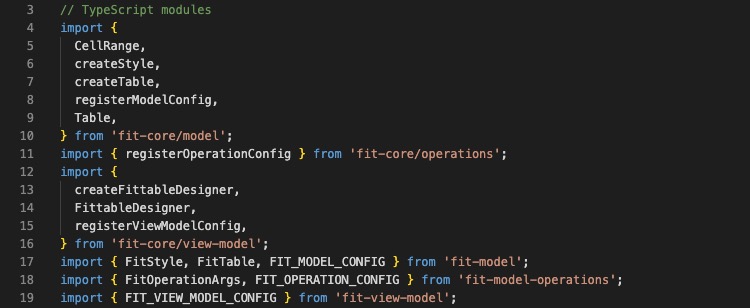 3 // TypeScript modules
4 import {
5 CellRange,
6 createStyle,
7 createTable,
8 registerModelConfig,
9 Table,
10 } from 'fit-core/model';
11 import { registerOperationConfig } from 'fit-core/operations';
12 import {
13 createFittableDesigner,
14 FittableDesigner,
15 registerViewModelConfig,
16 } from 'fit-core/view-model';
17 import { FitStyle, FitTable, FIT_MODEL_CONFIG } from 'fit-model';
18 import { FitOperationArgs, FIT_OPERATION_CONFIG } from 'fit-model-operations';
19 import { FIT_VIEW_MODEL_CONFIG } from 'fit-view-model';